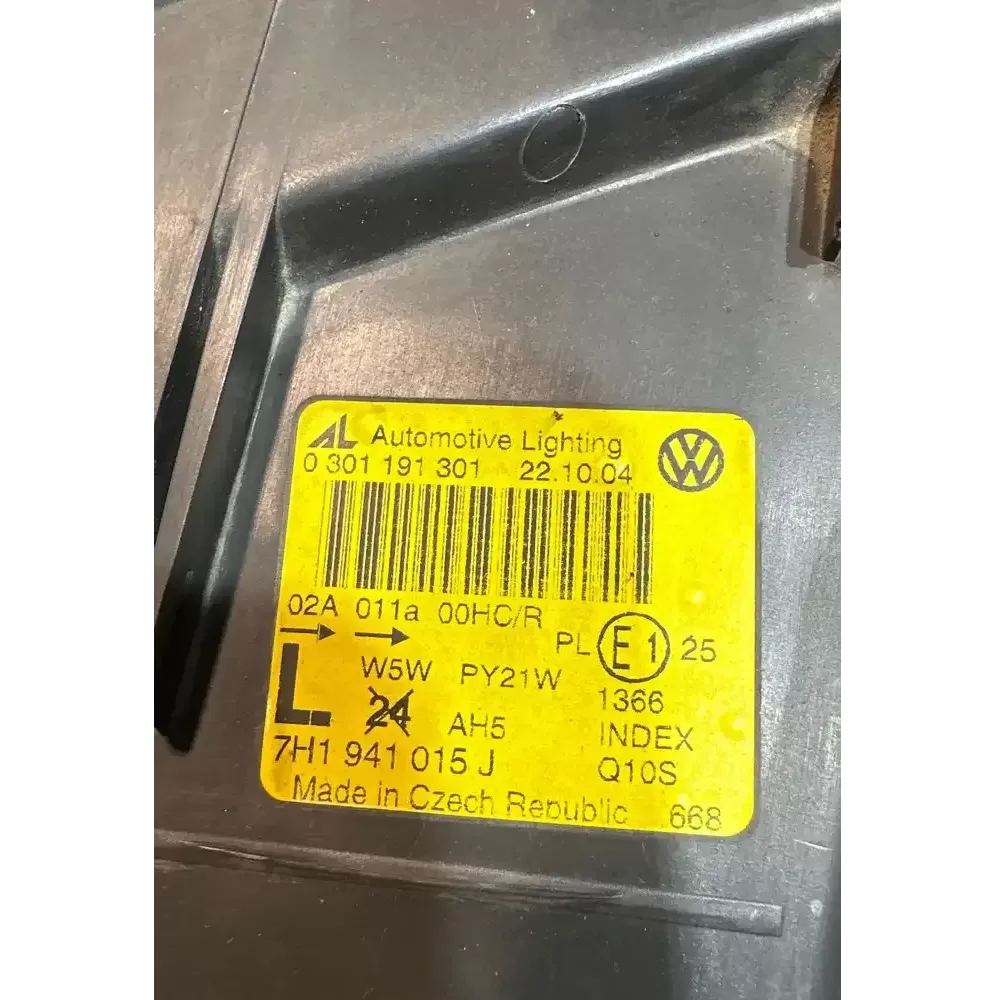 AL Automotive Lighting
0 301 191 301 22.10.04
02A 011a 00HC/R
PL E1 25
L W5W PY21W 1366
24 AH5 INDEX
7H1 941 015 J Q10S
Made in Czech Republic 668